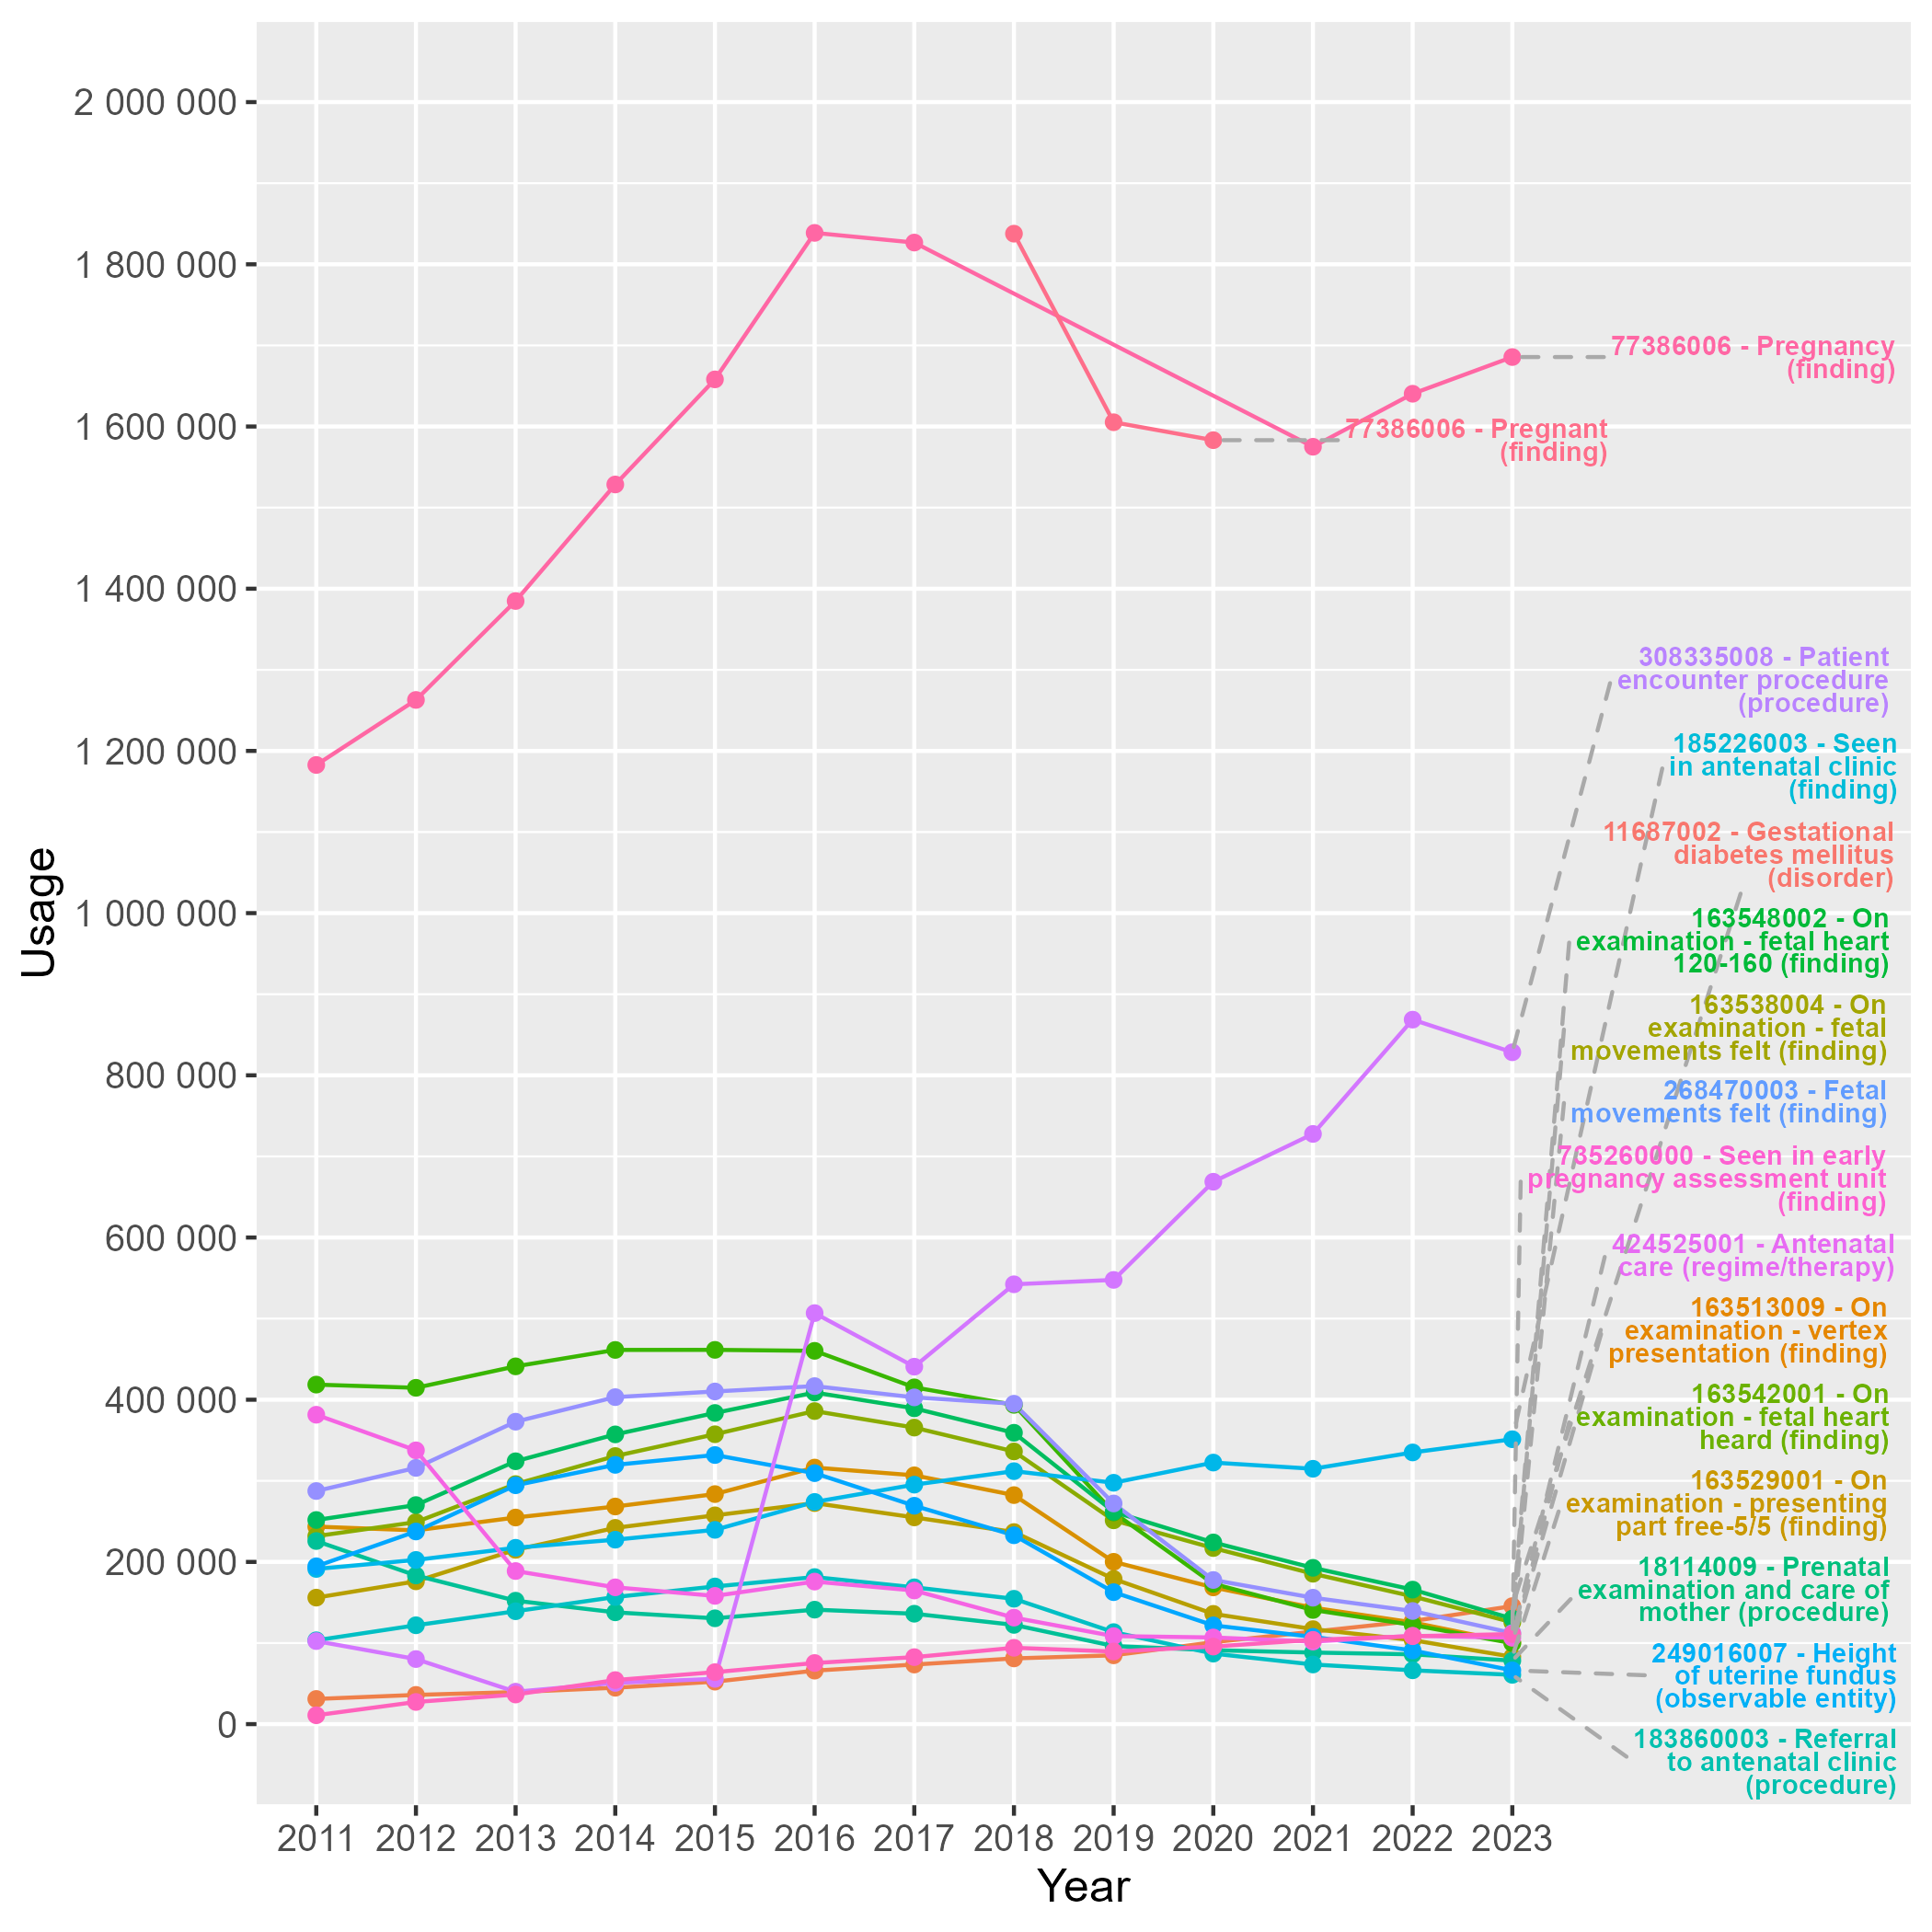 2 000 000
1 800 000
1 600 000
1 400 000
1 200 000
1 000 000
800 000
600 000
400 000
200 000
0
Usage
77386006 - Pregnancy
(finding)
77386006 - Pregnant
(finding)
308335008 - Patient
encounter procedure
(procedure)
185226003 - Seen
in antenatal clinic
(finding)
11687002 - Gestational
diabetes mellitus
(disorder)
163548002 - On
examination - fetal heart
120-160 (finding)
163538004 - On
examination - fetal
movements felt (finding)
268470003 - Fetal
movements felt (finding)
735260000 - Seen in early
pregnancy assessment unit
(finding)
424525001 - Antenatal
care (regime/therapy)
163513009 - On
examination - vertex
presentation (finding)
163542001 - On
examination - fetal heart
heard (finding)
163529001 - On
examination - presenting
part free-5/5 (finding)
18114009 - Prenatal
examination and care of
mother (procedure)
249016007 - Height
of uterine fundus
(observable entity)
183860003 - Referral
to antenatal clinic
(procedure)
2011 2012 2013 2014 2015 2016 2017 2018 2019 2020 2021 2022 2023
Year